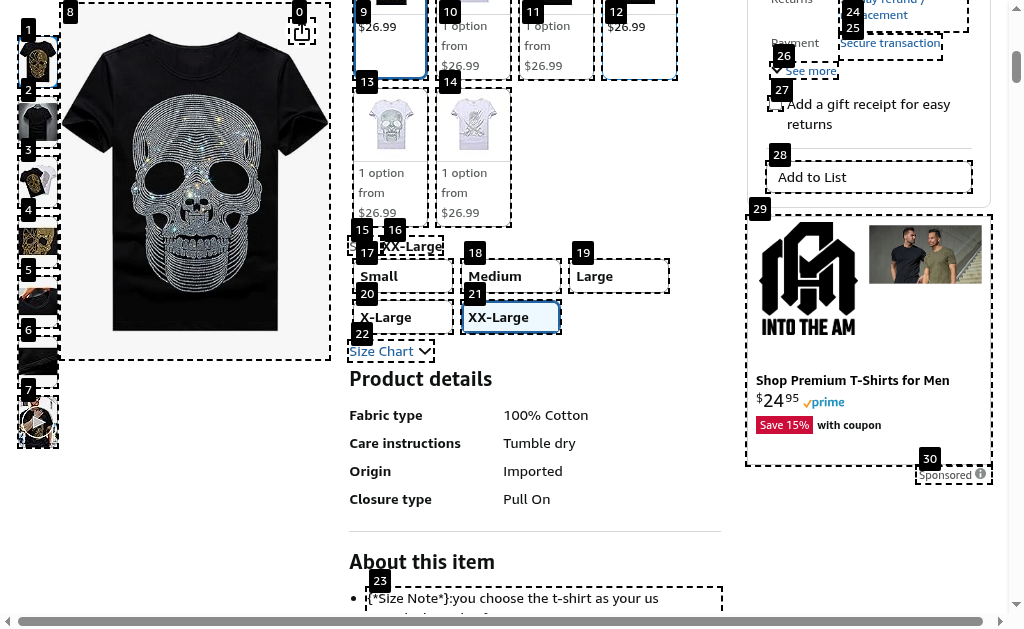 0
1
2
3
4
5
6
7
8
9
$26.99
10
1 option
from
$26.99
11
1 option
from
$26.99
12
$26.99
13
1 option
from
$26.99
14
1 option
from
$26.99
15
16
XX-Large
17
Small
18
Medium
19
Large
20
X-Large
21
XX-Large
22
Size Chart
Product details
Fabric type 100% Cotton
Care instructions Tumble dry
Origin Imported
Closure type Pull On
About this item
23
{*Size Note*}:you choose the t-shirt as your us
24
25
Payment Secure transaction
26
See more
27
Add a gift receipt for easy
returns
28
Add to List
29
INTO THE AM
Shop Premium T-Shirts for Men
$24 95 prime
Save 15% with coupon
30
Sponsored